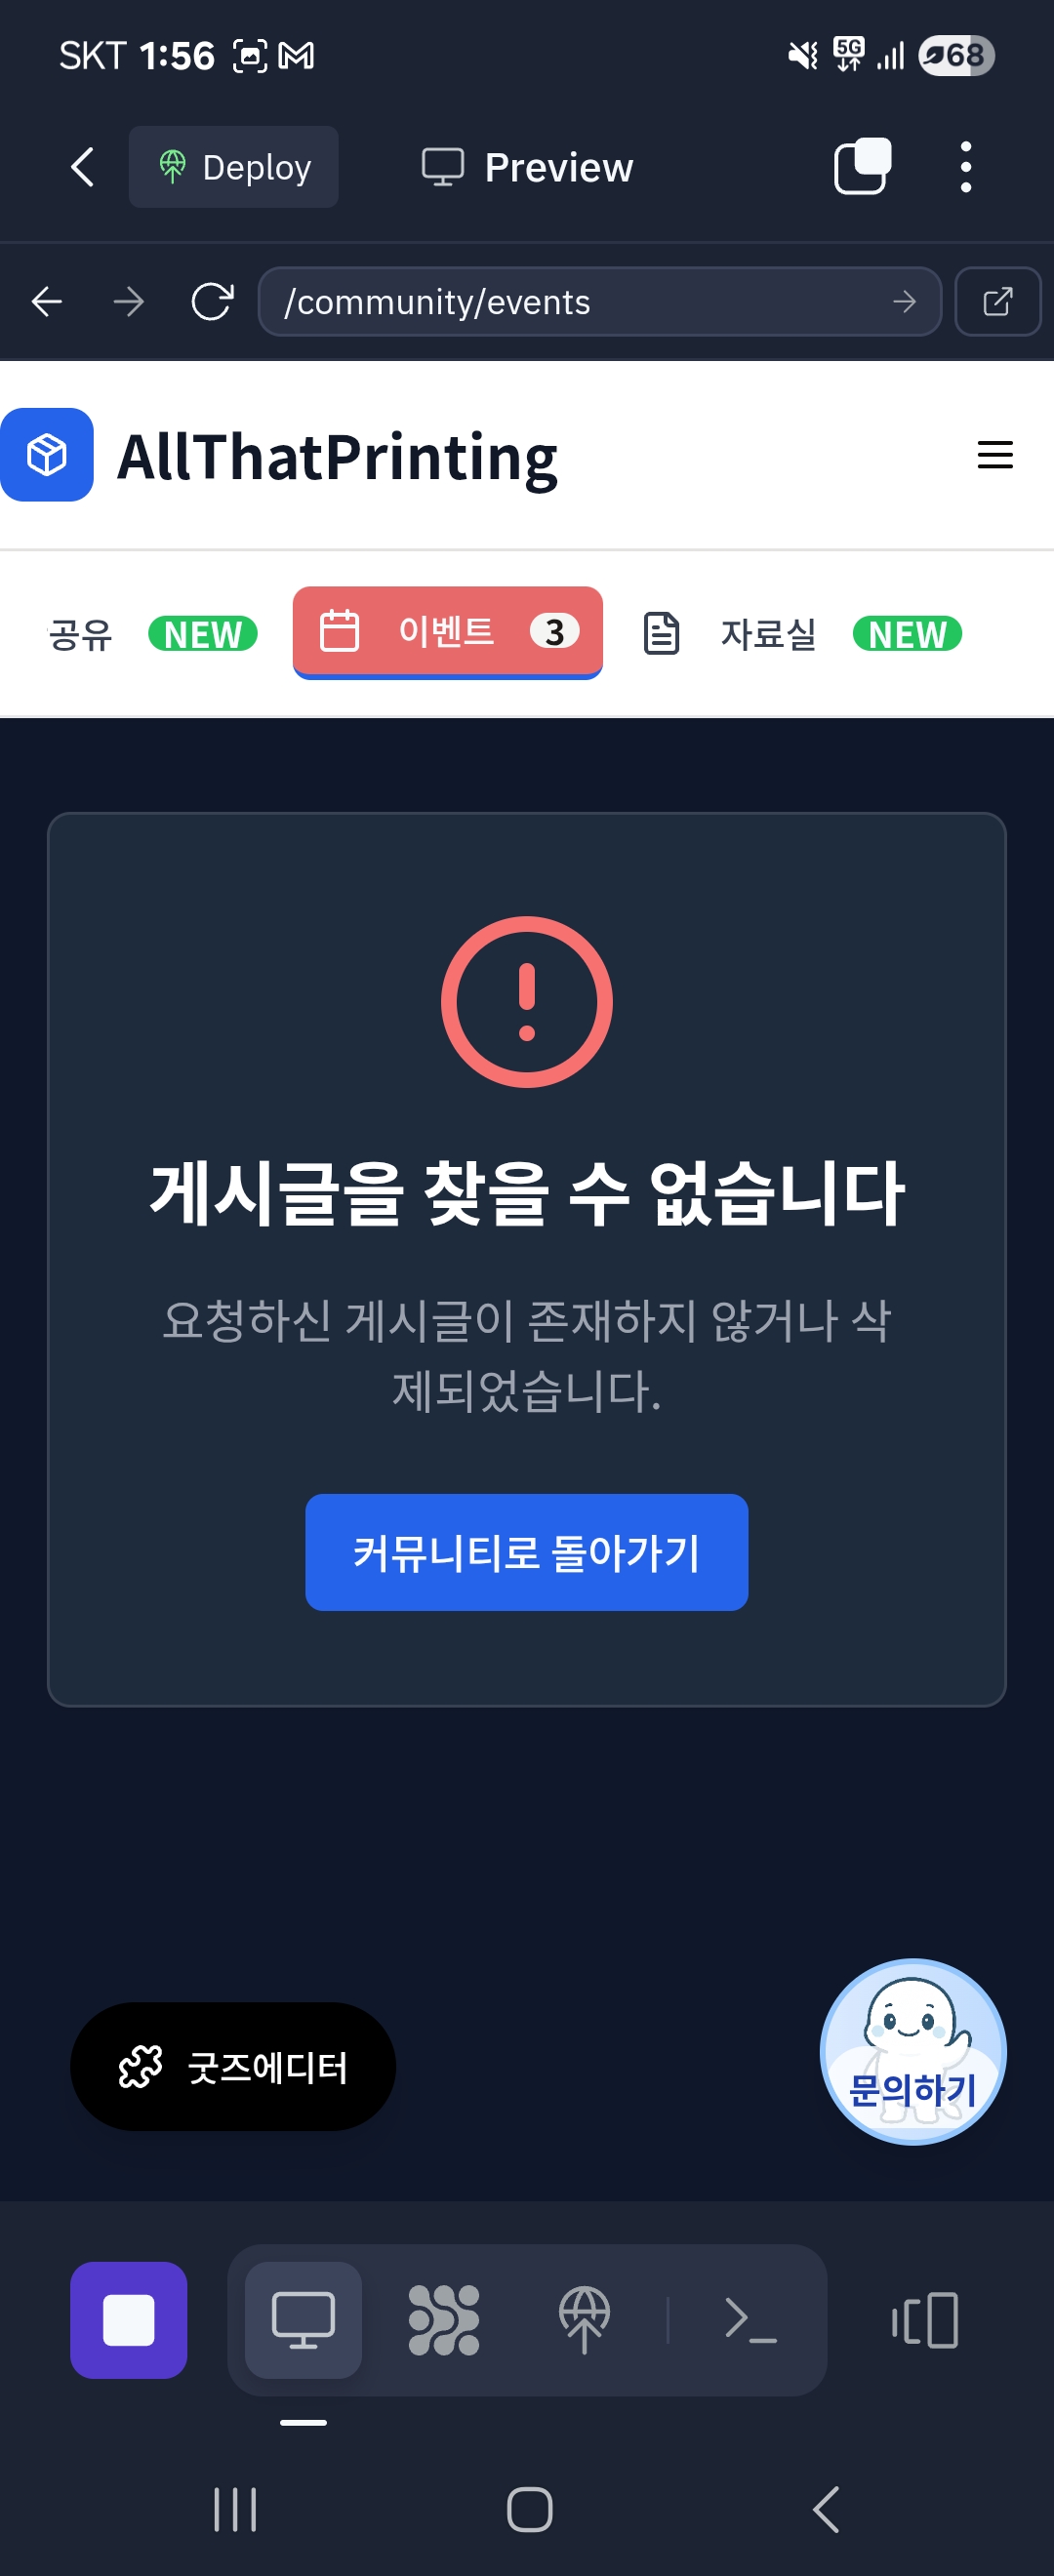 SKT 1:56 5G 68
Deploy Preview
/community/events
AllThatPrinting
공유 NEW 이벤트 3 자료실 NEW
게시글을 찾을 수 없습니다
요청하신 게시글이 존재하지 않거나 삭
제되었습니다.
커뮤니티로 돌아가기
굿즈에디터
문의하기